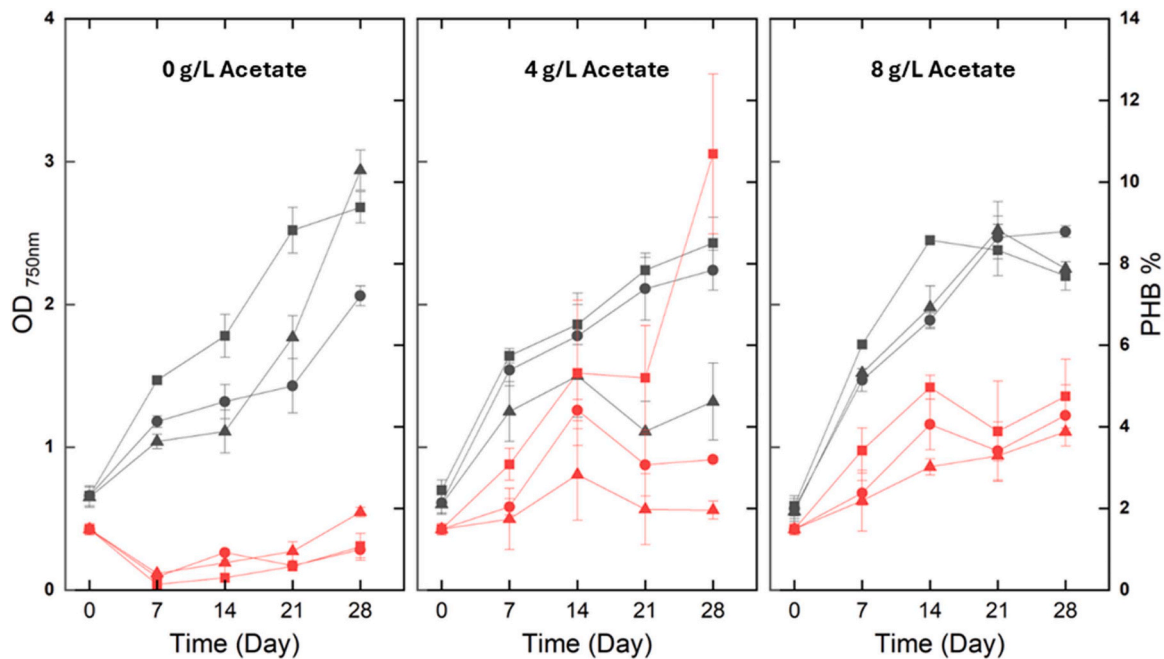 0 g/L Acetate
4 g/L Acetate
8 g/L Acetate
OD 750nm
4
3
2
1
0
PHB %
14
12
10
8
6
4
2
0
0 7 14 21 28
0 7 14 21 28
0 7 14 21 28
Time (Day)
Time (Day)
Time (Day)